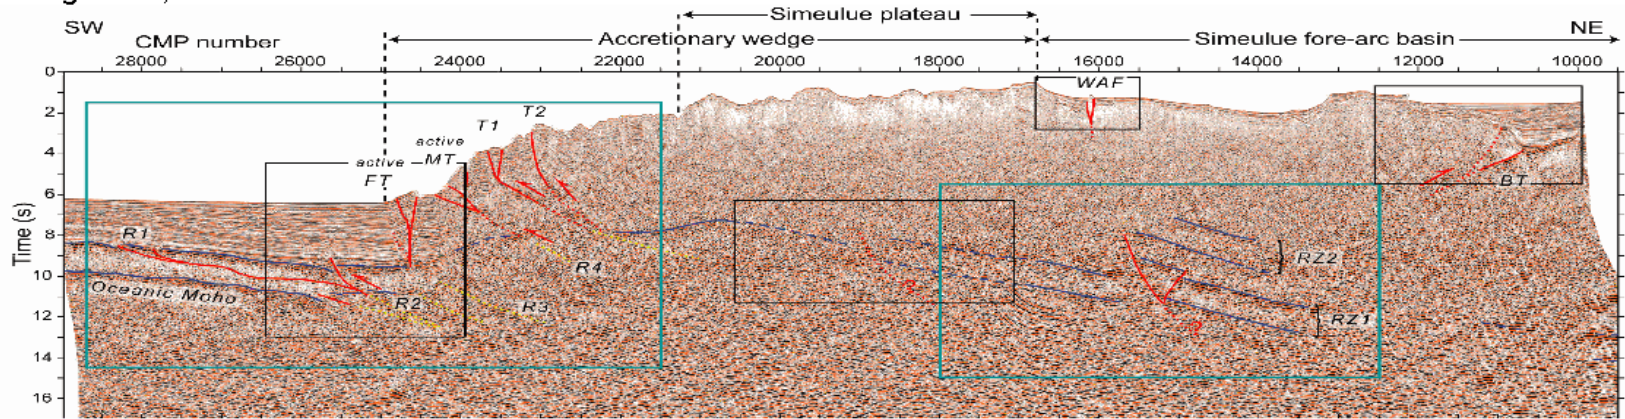 Simeulue plateau
SW
NE
CMP number
Accretionary wedge
Simeulue fore-arc basin
28000 26000 24000 22000 20000 18000 16000 14000 12000 10000
0
2
4
6
8
10
12
14
16
Time (s)
WAF
T1
T2
active
MT
active
FT
BT
R1
R2
R3
R4
Oceanic Moho
?
RZ2
RZ1
?